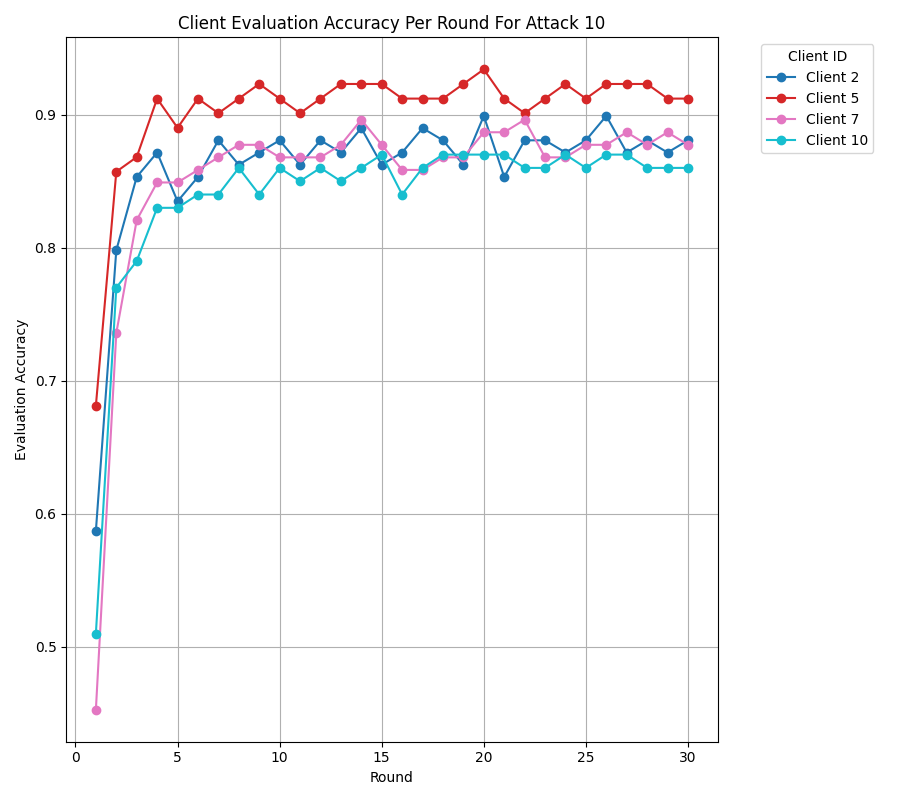 Client Evaluation Accuracy Per Round For Attack 10
Client ID
Client 2
Client 5
Client 7
Client 10
Evaluation Accuracy
0.9
0.8
0.7
0.6
0.5
0 5 10 15 20 25 30
Round